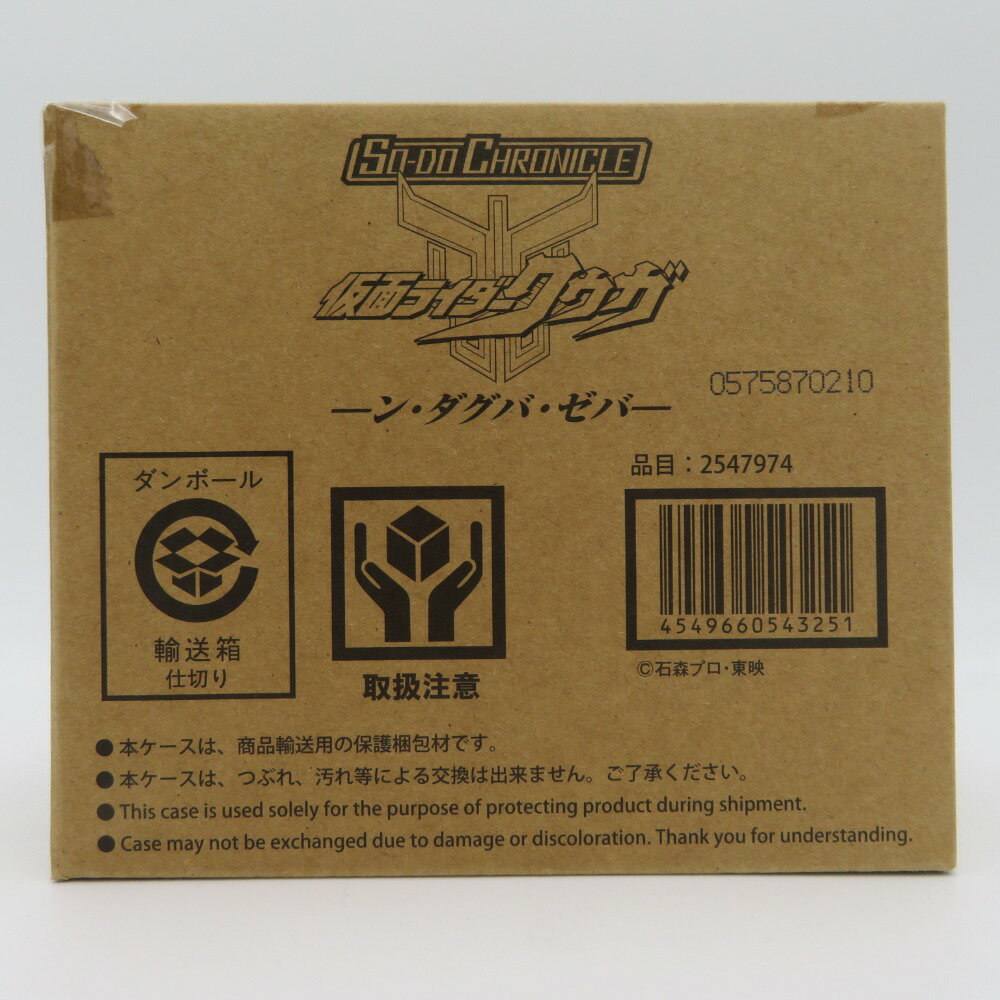 SO-DO CHRONICLE
仮面ライダークウガ
―ン・ダグバ・ゼバ―
0575870210
品目：2547974
ダンボール
輸送箱
仕切り
取扱注意
4549660543251
©石森プロ・東映
●本ケースは、商品輸送用の保護梱包材です。
●本ケースは、つぶれ、汚れ等による交換は出来ません。ご了承ください。
●This case is used solely for the purpose of protecting product during shipment.
●Case may not be exchanged due to damage or discoloration. Thank you for understanding.